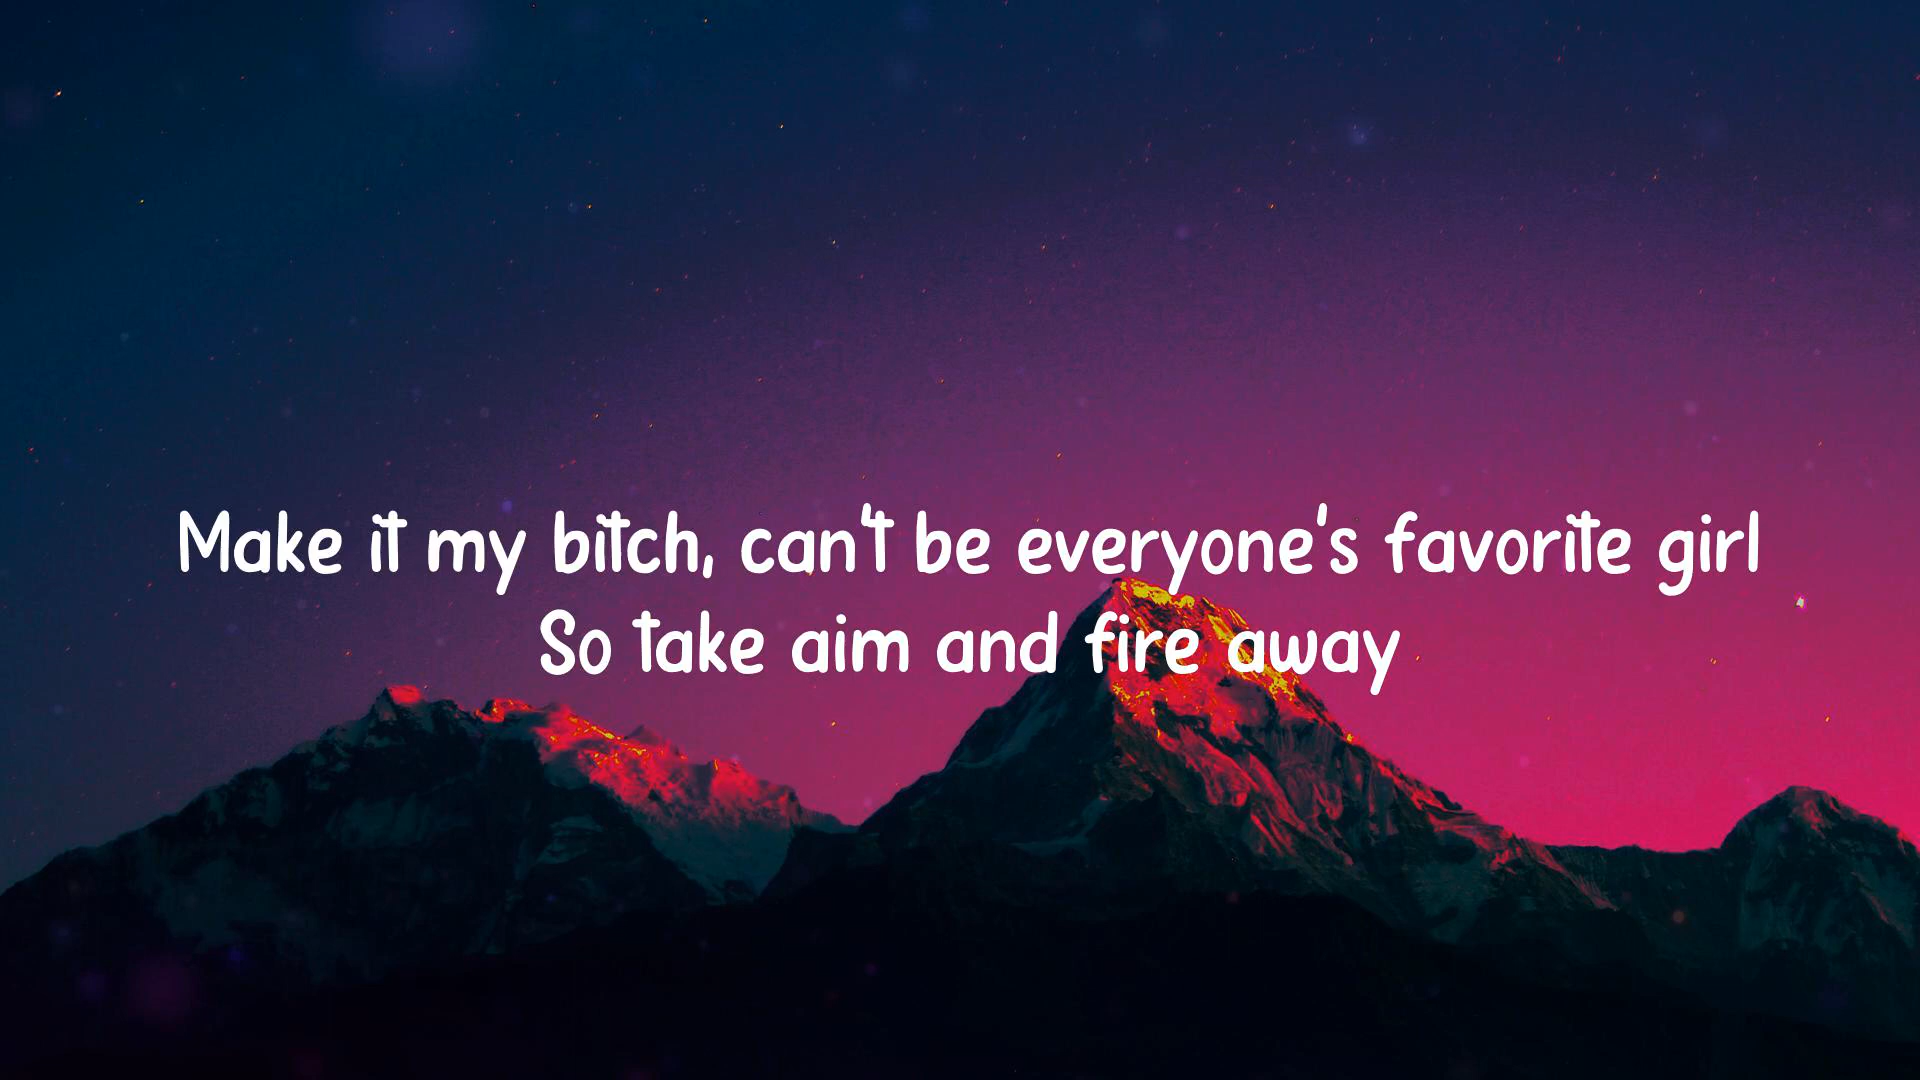 Make it my bitch, can't be everyone's favorite girl
So take aim and fire away